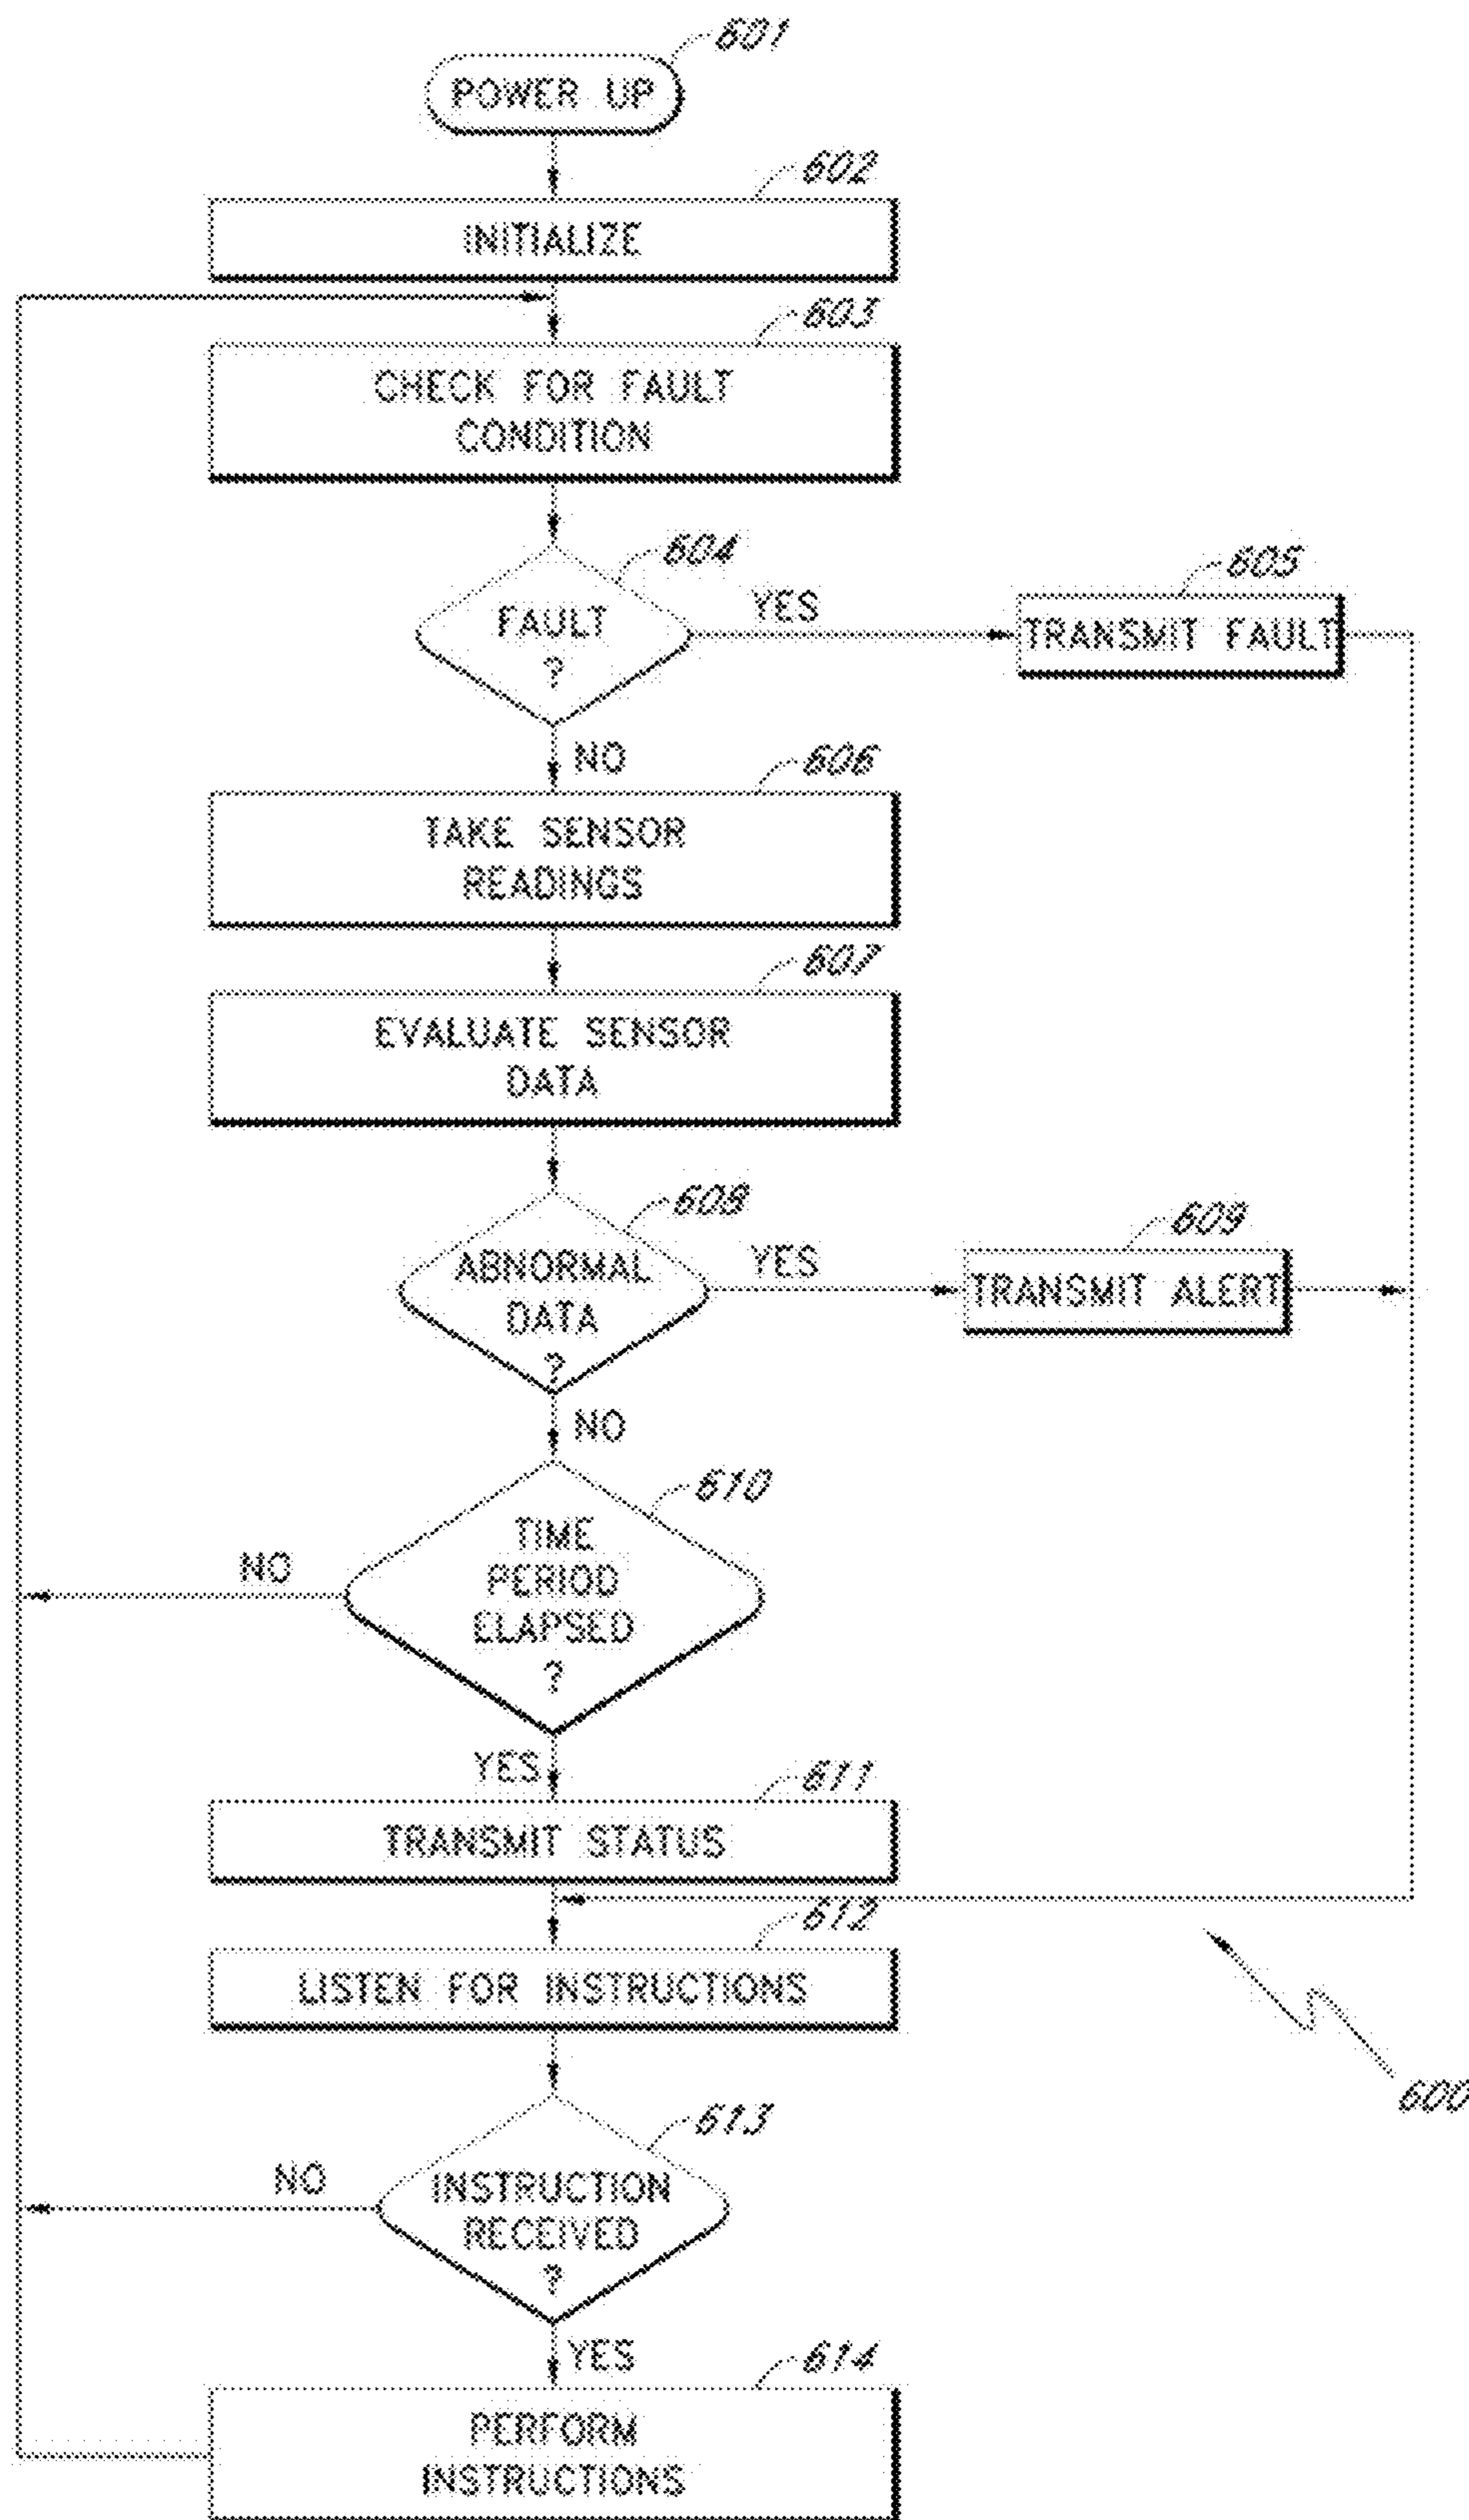 601
POWER UP
602
INITIALIZE
603
CHECK FOR FAULT
CONDITION
604
FAULT
?
YES
605
TRANSMIT FAULT
NO
606
TAKE SENSOR
READINGS
607
EVALUATE SENSOR
DATA
608
ABNORMAL
DATA
?
YES
609
TRANSMIT ALERT
NO
610
TIME
PERIOD
ELAPSED
?
NO
YES
611
TRANSMIT STATUS
612
LISTEN FOR INSTRUCTIONS
600
613
INSTRUCTION
RECEIVED
?
NO
YES
614
PERFORM
INSTRUCTIONS